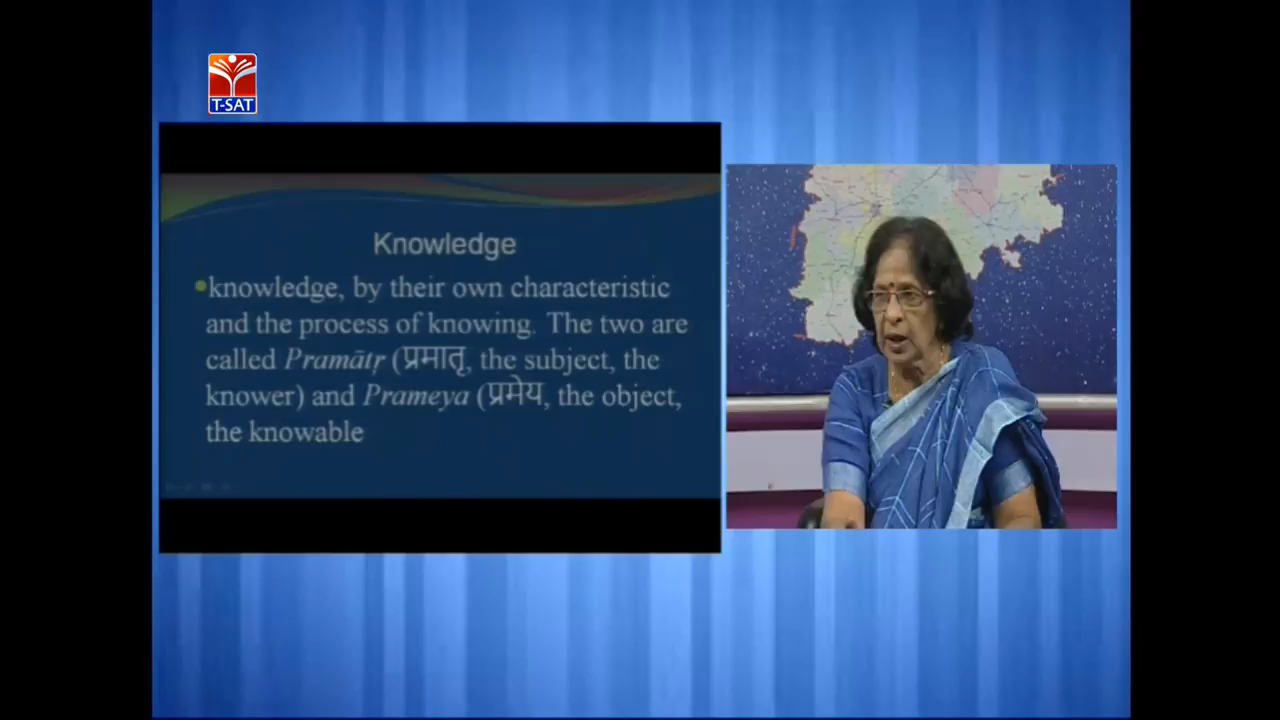 T-SAT
Knowledge
knowledge, by their own characteristic
and the process of knowing. The two are
called Pramātṛ (प्रमातृ, the subject, the
knower) and Prameya (प्रमेय, the object,
the knowable